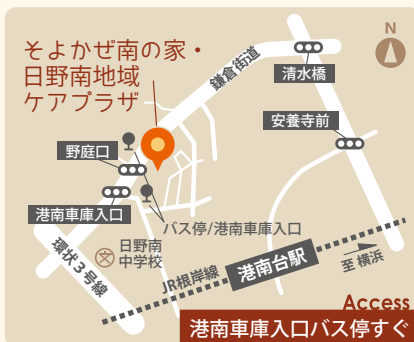 そよかぜ南の家・
日野南地域
ケアプラザ
N
鎌倉街道
清水橋
安養寺前
野庭口
港南車庫入口
バス停/港南車庫入口
日野南
中学校
文
環状3号線
JR根岸線
港南台駅
至 横浜
Access
港南車庫入口バス停すぐ